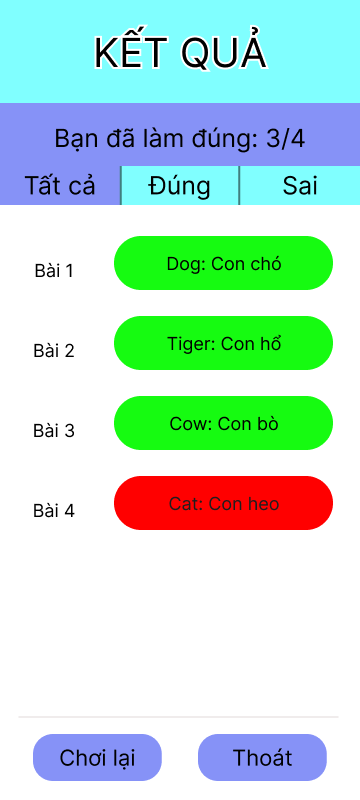 KẾT QUẢ
Bạn đã làm đúng: 3/4
Tất cả Đúng Sai
Bài 1 Dog: Con chó
Bài 2 Tiger: Con hổ
Bài 3 Cow: Con bò
Bài 4 Cat: Con heo
Chơi lại Thoát